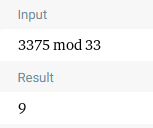 Input
3375 mod 33
Result
9